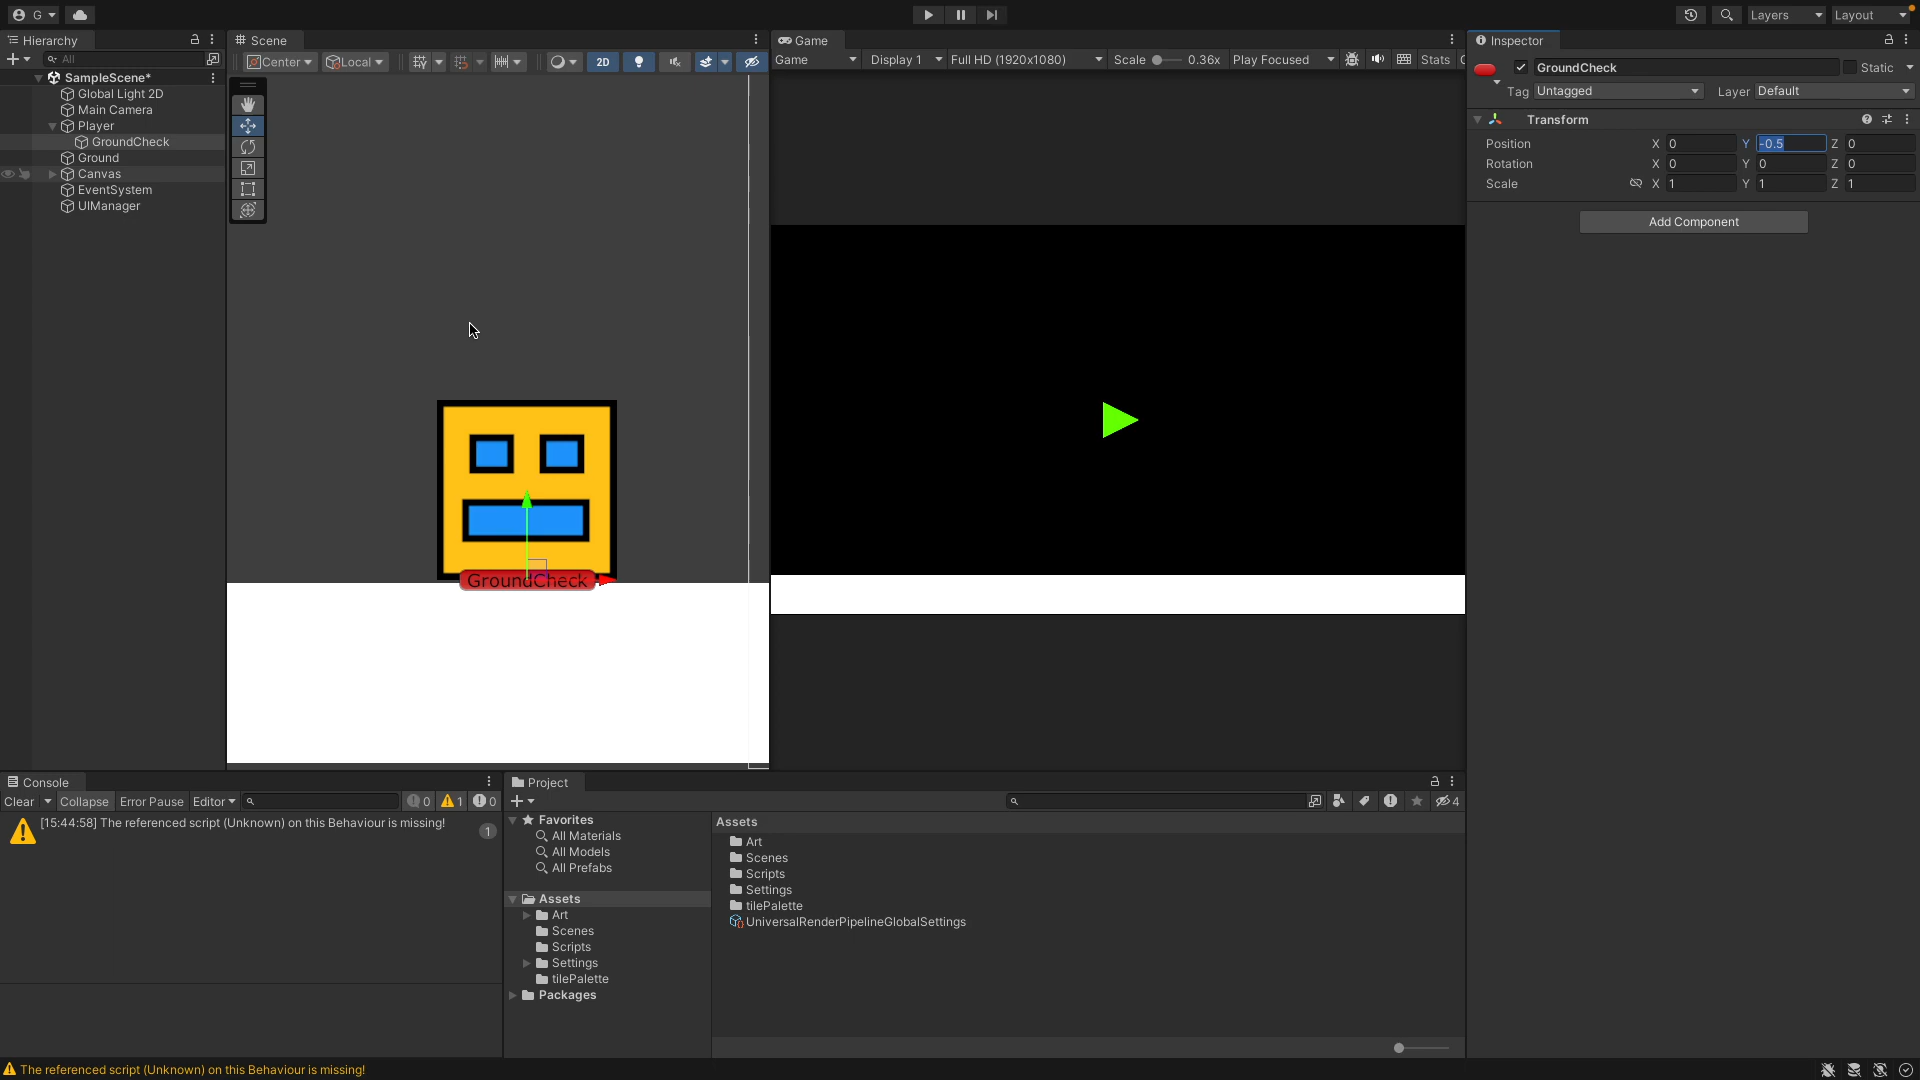 G
Layers
Layout
Hierarchy
All
SampleScene*
Global Light 2D
Main Camera
Player
GroundCheck
Ground
Canvas
EventSystem
UIManager
Scene
Center
Local
2D
GroundCheck
Game
Game
Display 1
Full HD (1920x1080)
Scale
0.36x
Play Focused
Stats
Inspector
GroundCheck
Static
Tag Untagged
Layer Default
Transform
Position X 0 Y -0.5 Z 0
Rotation X 0 Y 0 Z 0
Scale X 1 Y 1 Z 1
Add Component
Console
Clear
Collapse
Error Pause
Editor
0
1
0
[15:44:58] The referenced script (Unknown) on this Behaviour is missing!
1
Project
4
Favorites
All Materials
All Models
All Prefabs
Assets
Art
Scenes
Scripts
Settings
tilePalette
Packages
Assets
Art
Scenes
Scripts
Settings
tilePalette
UniversalRenderPipelineGlobalSettings
The referenced script (Unknown) on this Behaviour is missing!